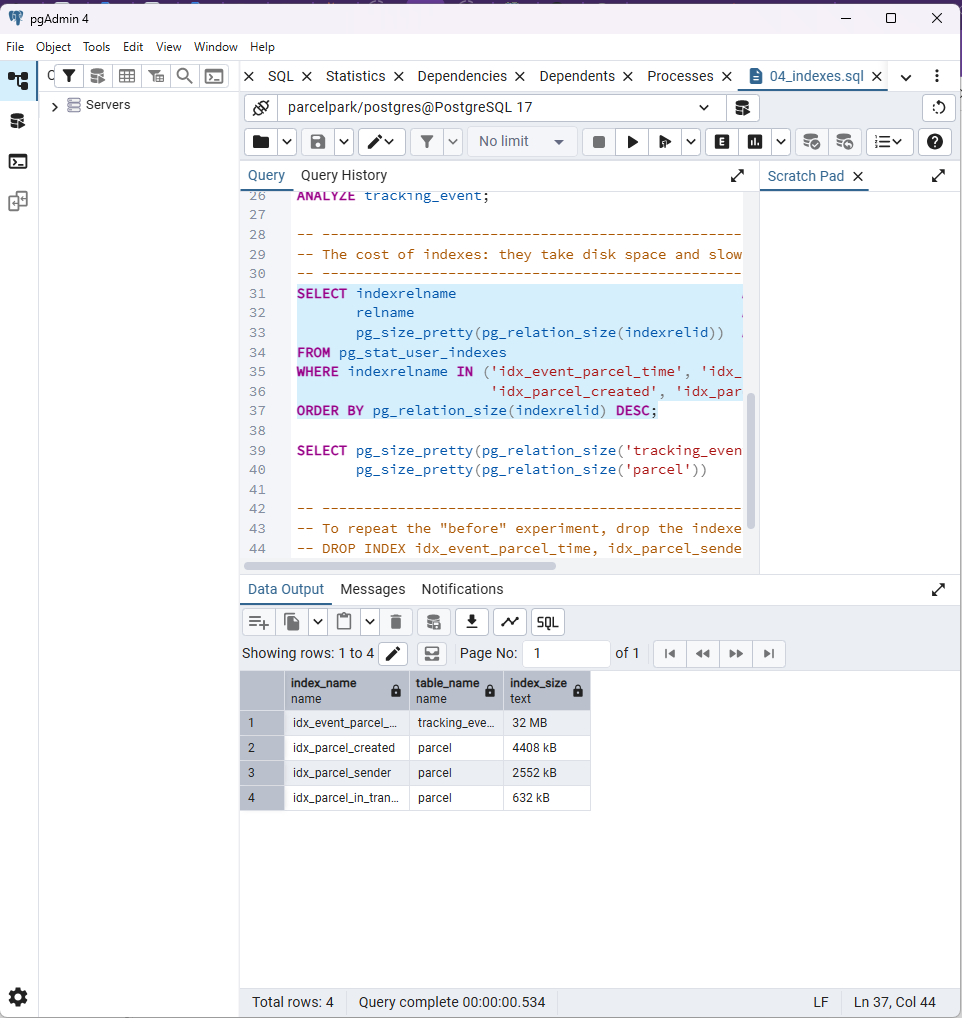 pgAdmin 4
File Object Tools Edit View Window Help
SQL Statistics Dependencies Dependents Processes 04_indexes.sql
Servers
parcelpark/postgres@PostgreSQL 17
No limit
E
Query Query History
Scratch Pad
26 ANALYZE tracking_event;
27
28 -- --------------------------------------------------
29 -- The cost of indexes: they take disk space and slow
30 -- --------------------------------------------------
31 SELECT indexrelname
32 relname
33 pg_size_pretty(pg_relation_size(indexrelid))
34 FROM pg_stat_user_indexes
35 WHERE indexrelname IN ('idx_event_parcel_time', 'idx_
36 'idx_parcel_created', 'idx_par
37 ORDER BY pg_relation_size(indexrelid) DESC;
38
39 SELECT pg_size_pretty(pg_relation_size('tracking_even
40 pg_size_pretty(pg_relation_size('parcel'))
41
42 -- --------------------------------------------------
43 -- To repeat the "before" experiment, drop the indexe
44 -- DROP INDEX idx_event_parcel_time, idx_parcel_sende
Data Output Messages Notifications
SQL
Showing rows: 1 to 4 Page No: 1 of 1
index_name table_name index_size
name name text
1 idx_event_parcel_... tracking_eve... 32 MB
2 idx_parcel_created parcel 4408 kB
3 idx_parcel_sender parcel 2552 kB
4 idx_parcel_in_tran... parcel 632 kB
Total rows: 4 Query complete 00:00:00.534 LF Ln 37, Col 44